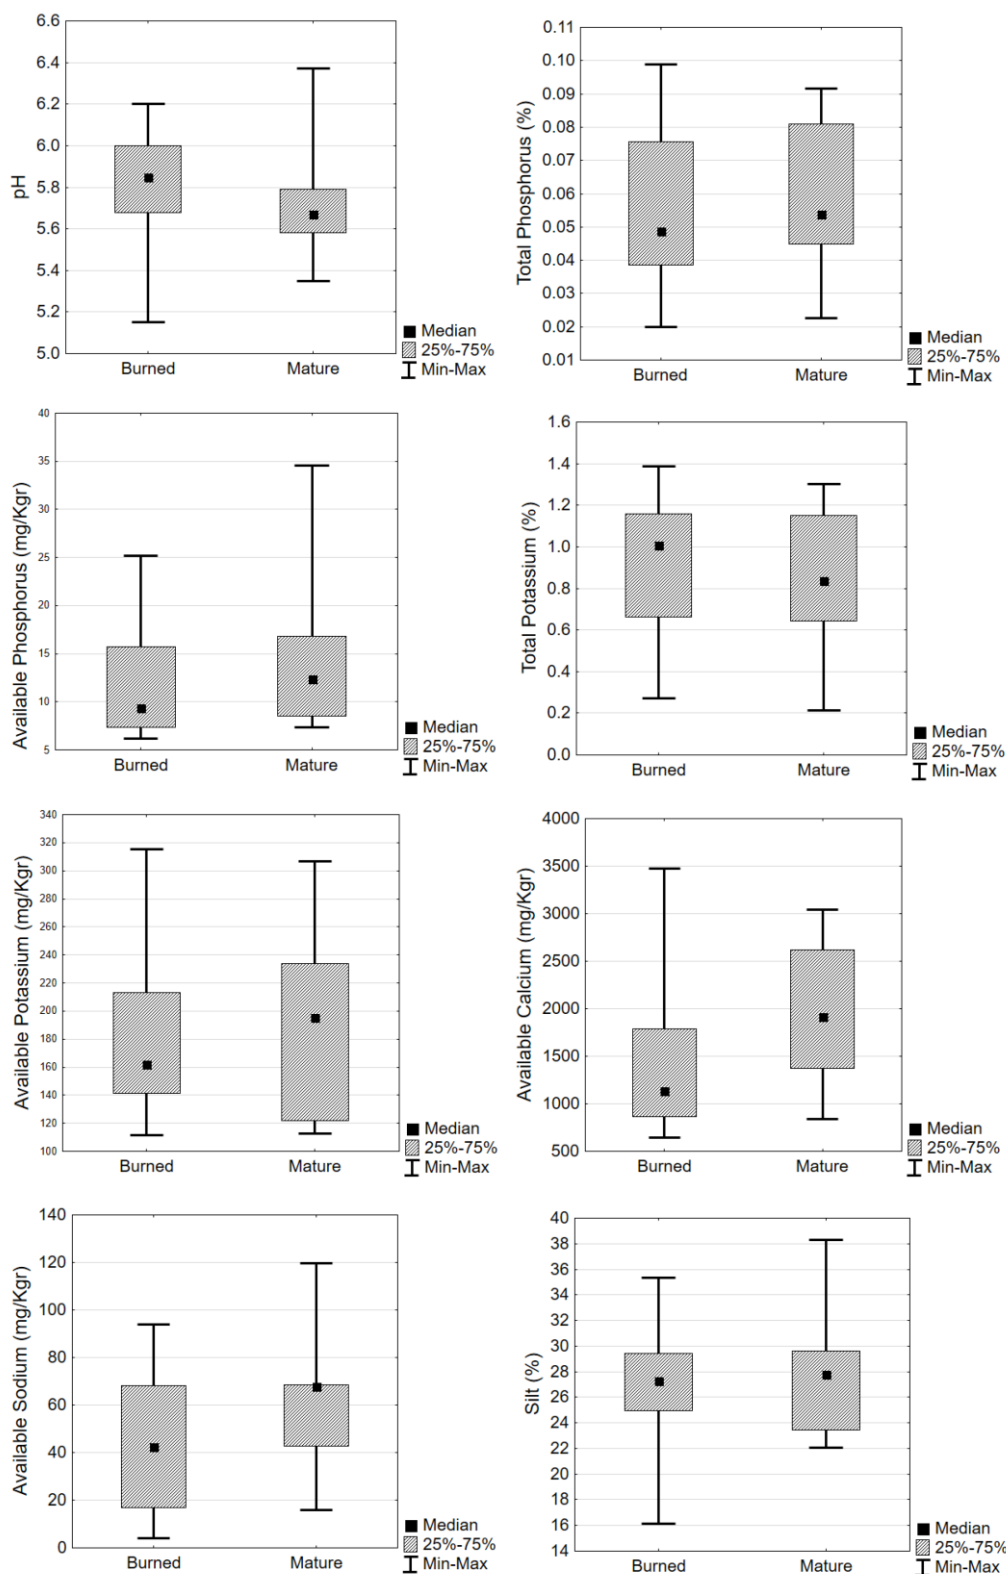 pH
6.6
6.4
6.2
6.0
5.8
5.6
5.4
5.2
5.0
Burned Mature
Median
25%-75%
Min-Max
Total Phosphorus (%)
0.11
0.10
0.09
0.08
0.07
0.06
0.05
0.04
0.03
0.02
0.01
Burned Mature
Median
25%-75%
Min-Max
Available Phosphorus (mg/Kgr)
40
35
30
25
20
15
10
5
Burned Mature
Median
25%-75%
Min-Max
Total Potassium (%)
1.6
1.4
1.2
1.0
0.8
0.6
0.4
0.2
0.0
Burned Mature
Median
25%-75%
Min-Max
Available Potassium (mg/Kgr)
340
320
300
280
260
240
220
200
180
160
140
120
100
Burned Mature
Median
25%-75%
Min-Max
Available Calcium (mg/Kgr)
4000
3500
3000
2500
2000
1500
1000
500
Burned Mature
Median
25%-75%
Min-Max
Available Sodium (mg/Kgr)
140
120
100
80
60
40
20
0
Burned Mature
Median
25%-75%
Min-Max
Silt (%)
40
38
36
34
32
30
28
26
24
22
20
18
16
14
Burned Mature
Median
25%-75%
Min-Max